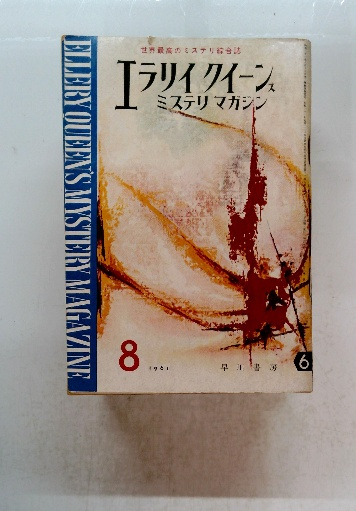 世界最高のミステリ綜合誌
エラリイクイーンズ
ミステリマガジン
ELLERY QUEEN'S MYSTERY MAGAZINE
8
1961
早川書房
6